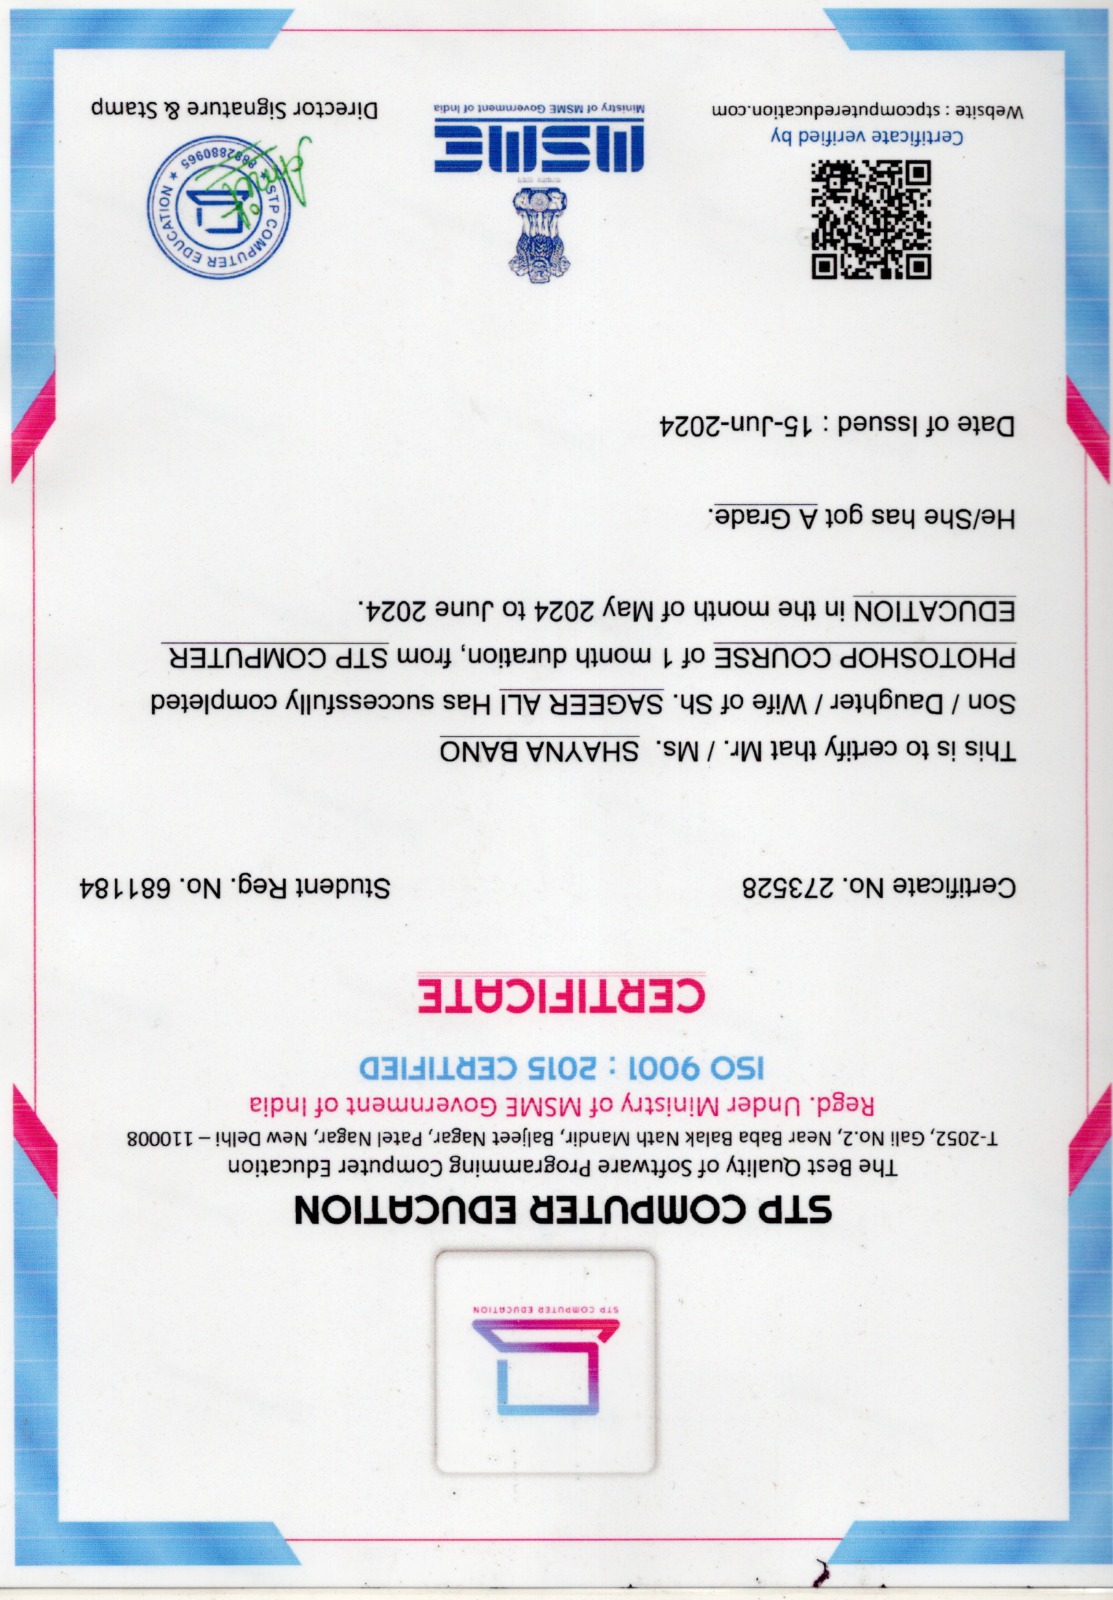 STP COMPUTER EDUCATION
STP COMPUTER EDUCATION
The Best Quality of Software Programming Computer Education
T-2052, Gali No.2, Near Baba Balak Nath Mandir, Baljeet Nagar, Patel Nagar, New Delhi – 110008
Regd. Under Ministry of MSME Government of India
ISO 9001 : 2015 CERTIFIED
CERTIFICATE
Certificate No. 273528 Student Reg. No. 681184
This is to certify that Mr. / Ms. SHAYNA BANO
Son / Daughter / Wife of Sh. SAGEER ALI Has successfully completed
PHOTOSHOP COURSE of 1 month duration, from STP COMPUTER
EDUCATION in the month of May 2024 to June 2024.
He/She has got A Grade.
Date of Issued : 15-Jun-2024
Certificate verified by
Website : stpcomputereducation.com
MSME
Ministry of MSME Government of India
STP COMPUTER EDUCATION
8882880965
Amit
Director Signature & Stamp